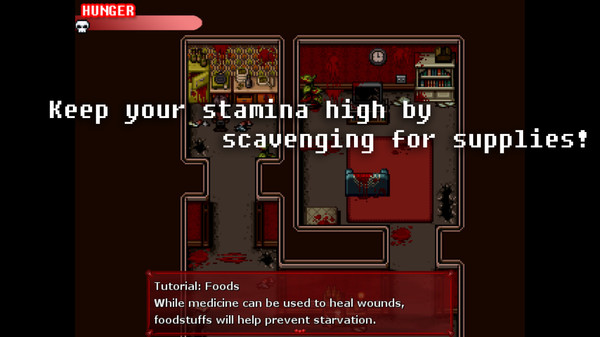 HUNGER
Keep your stamina high by
scavenging for supplies!
Tutorial: Foods
While medicine can be used to heal wounds,
foodstuffs will help prevent starvation.